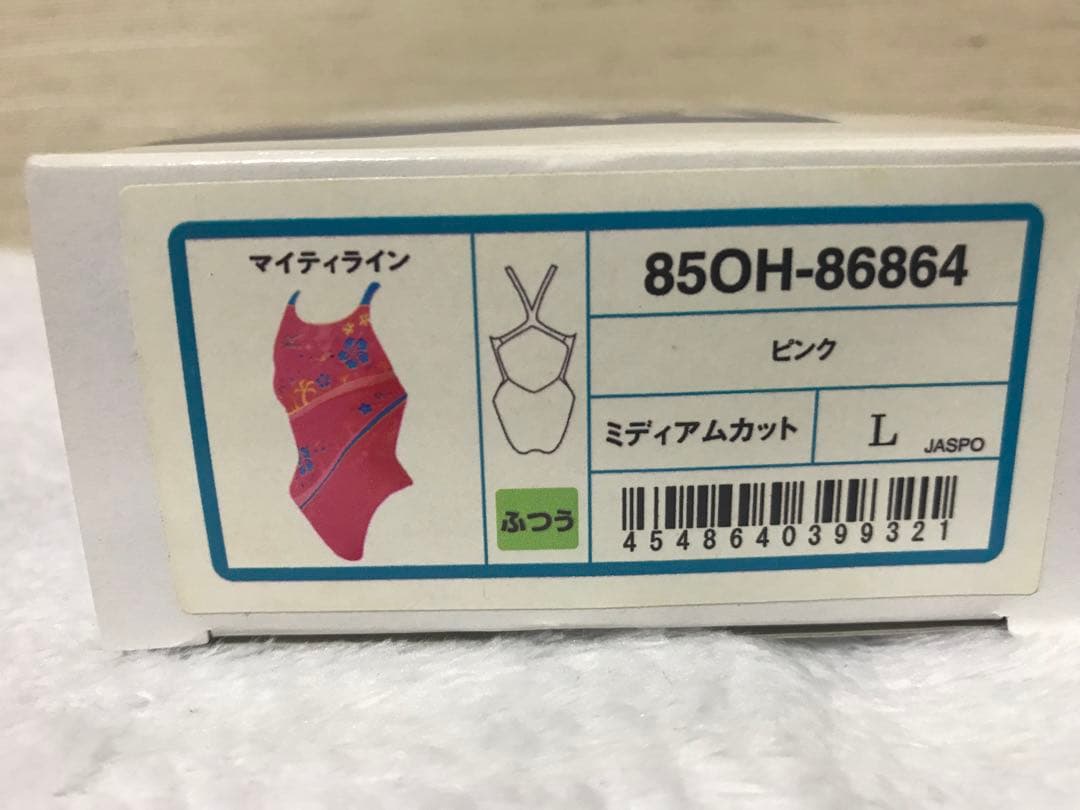 マイティライン
ふつう
85OH-86864
ピンク
ミディアムカット
L JASPO
4548640399321